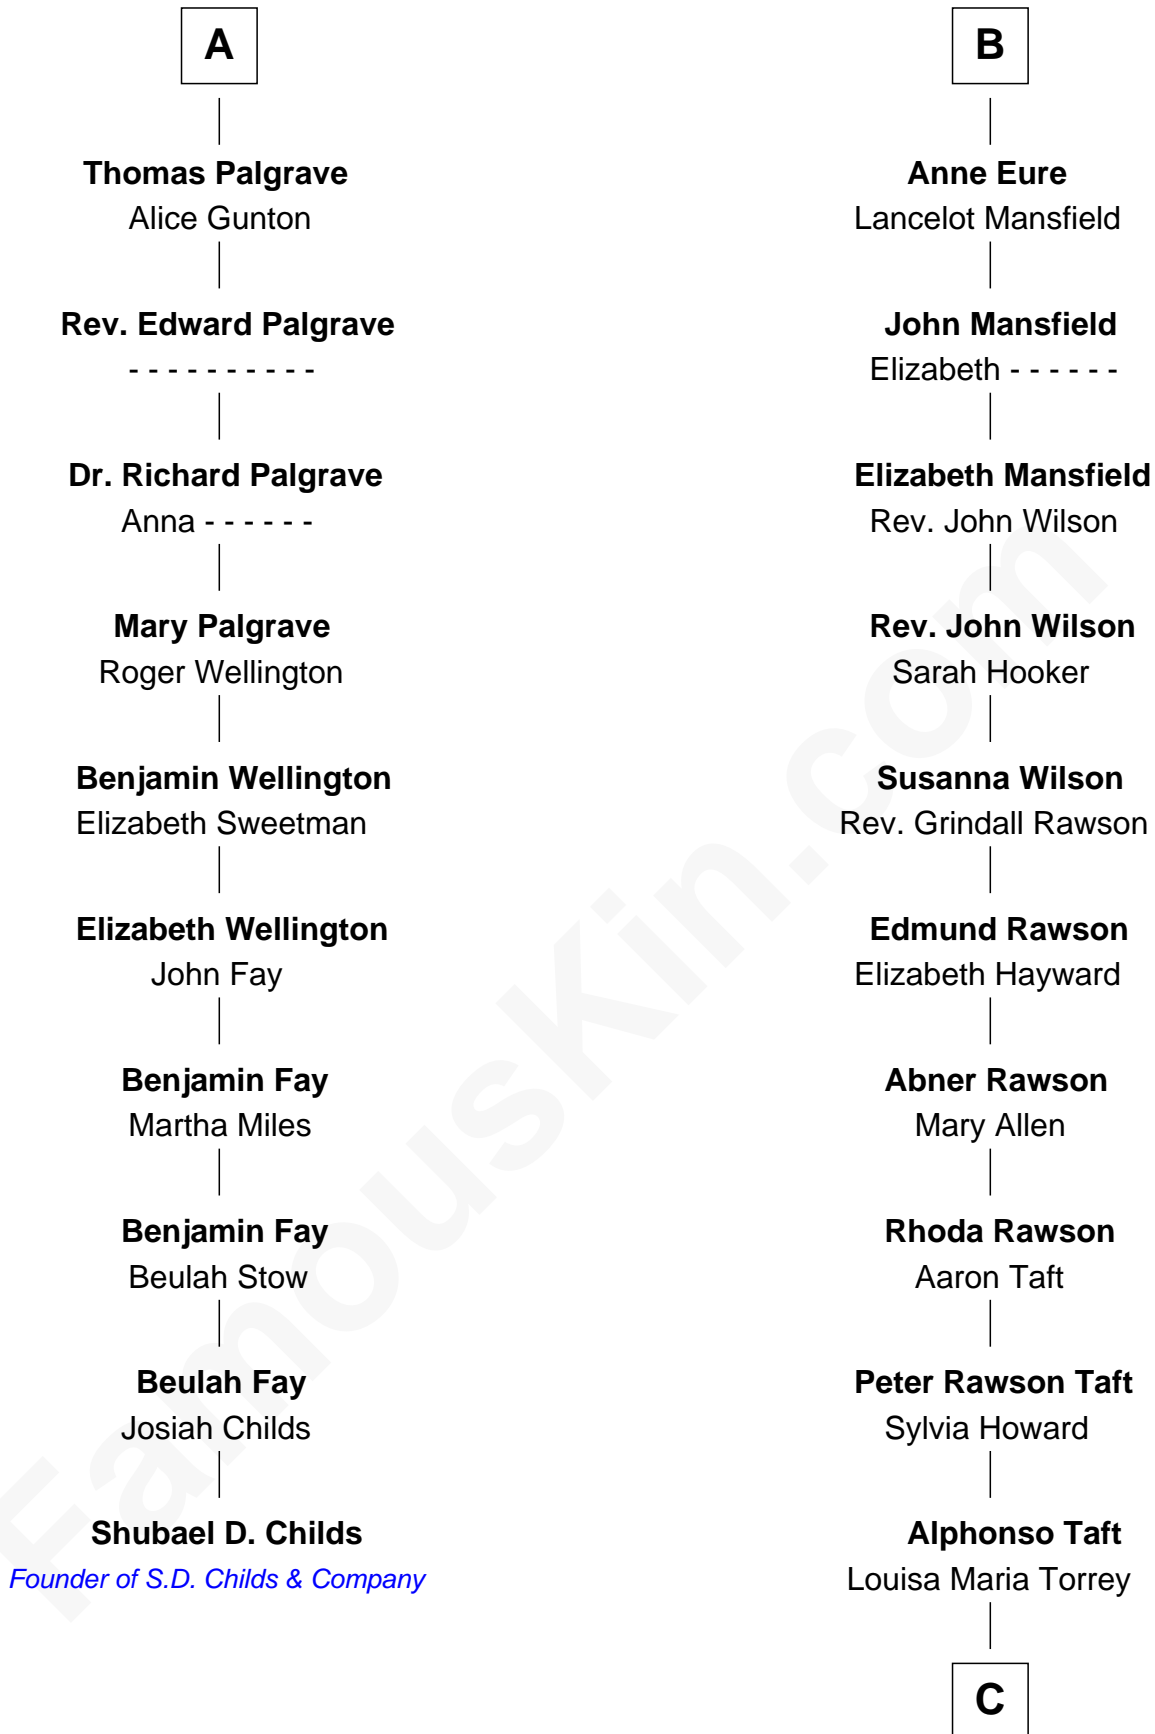 A
Thomas Palgrave
Alice Gunton
Rev. Edward Palgrave
- - - - - - - - - -
Dr. Richard Palgrave
Anna - - - - - -
Mary Palgrave
Roger Wellington
Benjamin Wellington
Elizabeth Sweetman
Elizabeth Wellington
John Fay
Benjamin Fay
Martha Miles
Benjamin Fay
Beulah Stow
Beulah Fay
Josiah Childs
Shubael D. Childs
Founder of S.D. Childs & Company
B
Anne Eure
Lancelot Mansfield
John Mansfield
Elizabeth - - - - - -
Elizabeth Mansfield
Rev. John Wilson
Rev. John Wilson
Sarah Hooker
Susanna Wilson
Rev. Grindall Rawson
Edmund Rawson
Elizabeth Hayward
Abner Rawson
Mary Allen
Rhoda Rawson
Aaron Taft
Peter Rawson Taft
Sylvia Howard
Alphonso Taft
Louisa Maria Torrey
C
FamousKin.com